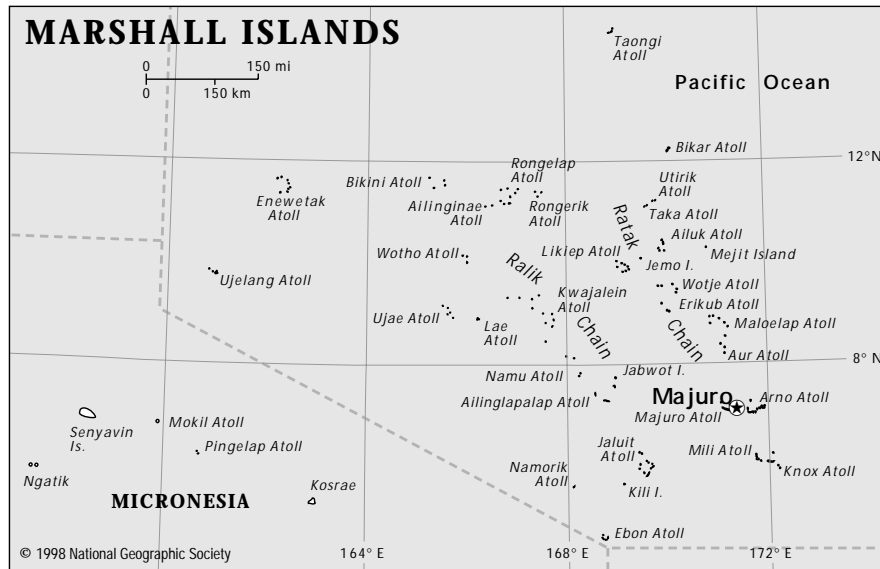 MARSHALL ISLANDS
0 150 mi
0 150 km
Taongi
Atoll
Pacific Ocean
Bikar Atoll
12°N
Rongelap
Atoll
Bikini Atoll
Utirik
Atoll
Enewetak
Atoll
Ailinginae
Atoll
Rongerik
Atoll
Taka Atoll
Ratak
Ailuk Atoll
Mejit Island
Wotho Atoll
Likiep Atoll
Jemo I.
Ralik
Ujelang Atoll
Kwajalein
Atoll
Wotje Atoll
Erikub Atoll
Ujae Atoll
Lae
Atoll
Chain
Chain
Maloelap Atoll
Aur Atoll
8°N
Namu Atoll
Jabwot I.
Ailinglapalap Atoll
Majuro
Arno Atoll
Majuro Atoll
Senyavin
Is.
Mokil Atoll
Pingelap Atoll
Jaluit
Atoll
Mili Atoll
Knox Atoll
Ngatik
Namorik
Atoll
Kosrae
Kili I.
MICRONESIA
Ebon Atoll
© 1998 National Geographic Society
164° E
168° E
172° E